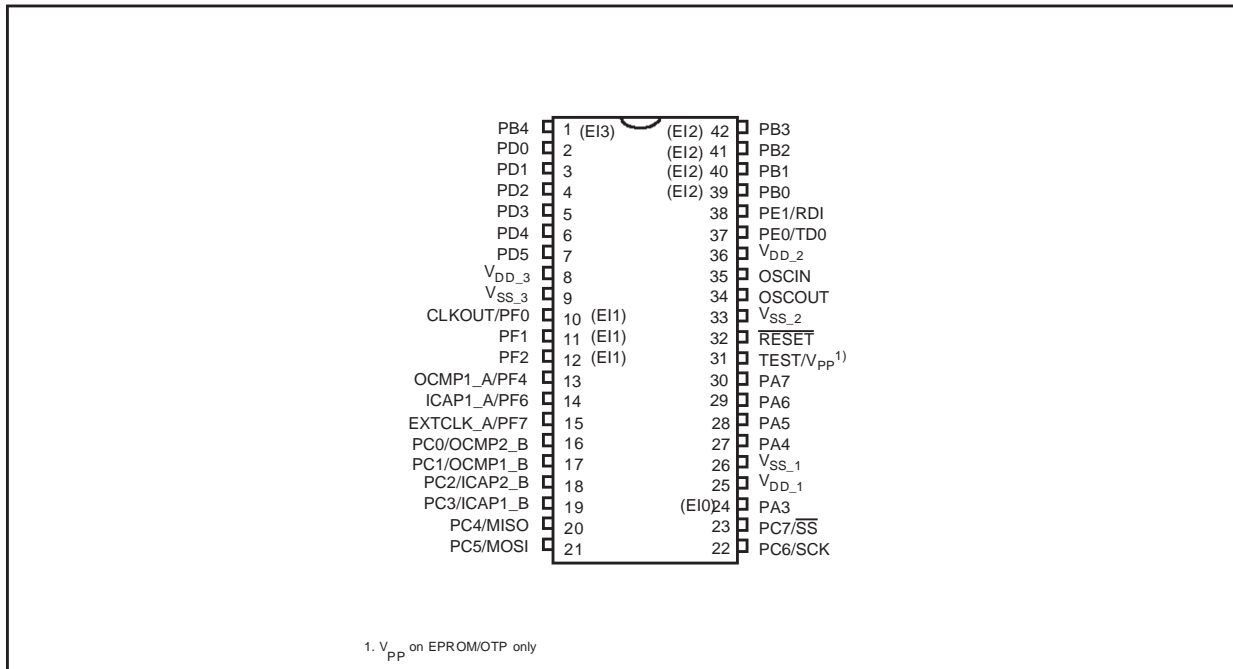 PB4 1 (EI3) (EI2) 42 PB3
PD0 2 (EI2) 41 PB2
PD1 3 (EI2) 40 PB1
PD2 4 (EI2) 39 PB0
PD3 5 38 PE1/RDI
PD4 6 37 PE0/TD0
PD5 7 36 VDD_2
VDD_3 8 35 OSCIN
VSS_3 9 34 OSCOUT
CLKOUT/PF0 10 (EI1) 33 VSS_2
PF1 11 (EI1) 32 RESET
PF2 12 (EI1) 31 TEST/VPP1)
OCMP1_A/PF4 13 30 PA7
ICAP1_A/PF6 14 29 PA6
EXTCLK_A/PF7 15 28 PA5
PC0/OCMP2_B 16 27 PA4
PC1/OCMP1_B 17 26 VSS_1
PC2/ICAP2_B 18 25 VDD_1
PC3/ICAP1_B 19 (EI0) 24 PA3
PC4/MISO 20 23 PC7/SS
PC5/MOSI 21 22 PC6/SCK
1. VPP on EPROM/OTP only